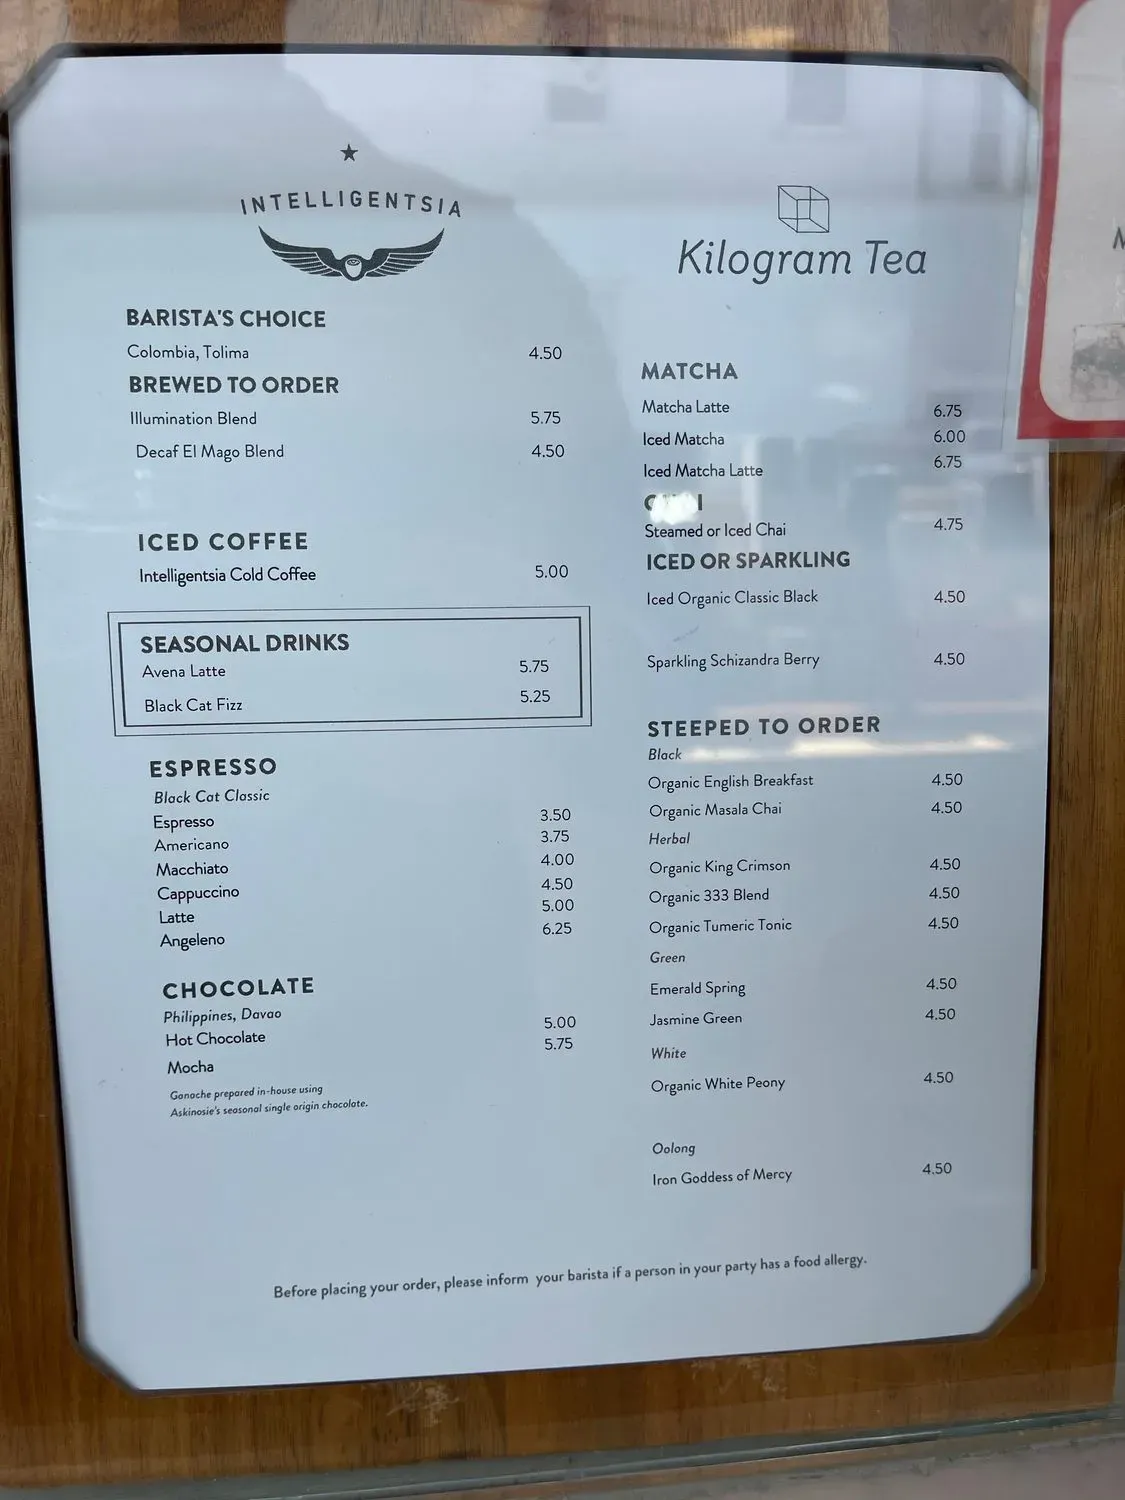 INTELLIGENTSIA
BARISTA'S CHOICE
Colombia, Tolima 4.50
BREWED TO ORDER
Illumination Blend 5.75
Decaf El Mago Blend 4.50
ICED COFFEE
Intelligentsia Cold Coffee 5.00
SEASONAL DRINKS
Avena Latte 5.75
Black Cat Fizz 5.25
ESPRESSO
Black Cat Classic
Espresso 3.50
Americano 3.75
Macchiato 4.00
Cappuccino 4.50
Latte 5.00
Angeleno 6.25
CHOCOLATE
Philippines, Davao
Hot Chocolate 5.00
Mocha 5.75
Ganache prepared in-house using
Askinosie's seasonal single origin chocolate.
Kilogram Tea
MATCHA
Matcha Latte 6.75
Iced Matcha 6.00
Iced Matcha Latte 6.75
Steamed or Iced Chai 4.75
ICED OR SPARKLING
Iced Organic Classic Black 4.50
Sparkling Schizandra Berry 4.50
STEEPED TO ORDER
Black
Organic English Breakfast 4.50
Organic Masala Chai 4.50
Herbal
Organic King Crimson 4.50
Organic 333 Blend 4.50
Organic Tumeric Tonic 4.50
Green
Emerald Spring 4.50
Jasmine Green 4.50
White
Organic White Peony 4.50
Oolong
Iron Goddess of Mercy 4.50
Before placing your order, please inform your barista if a person in your party has a food allergy.